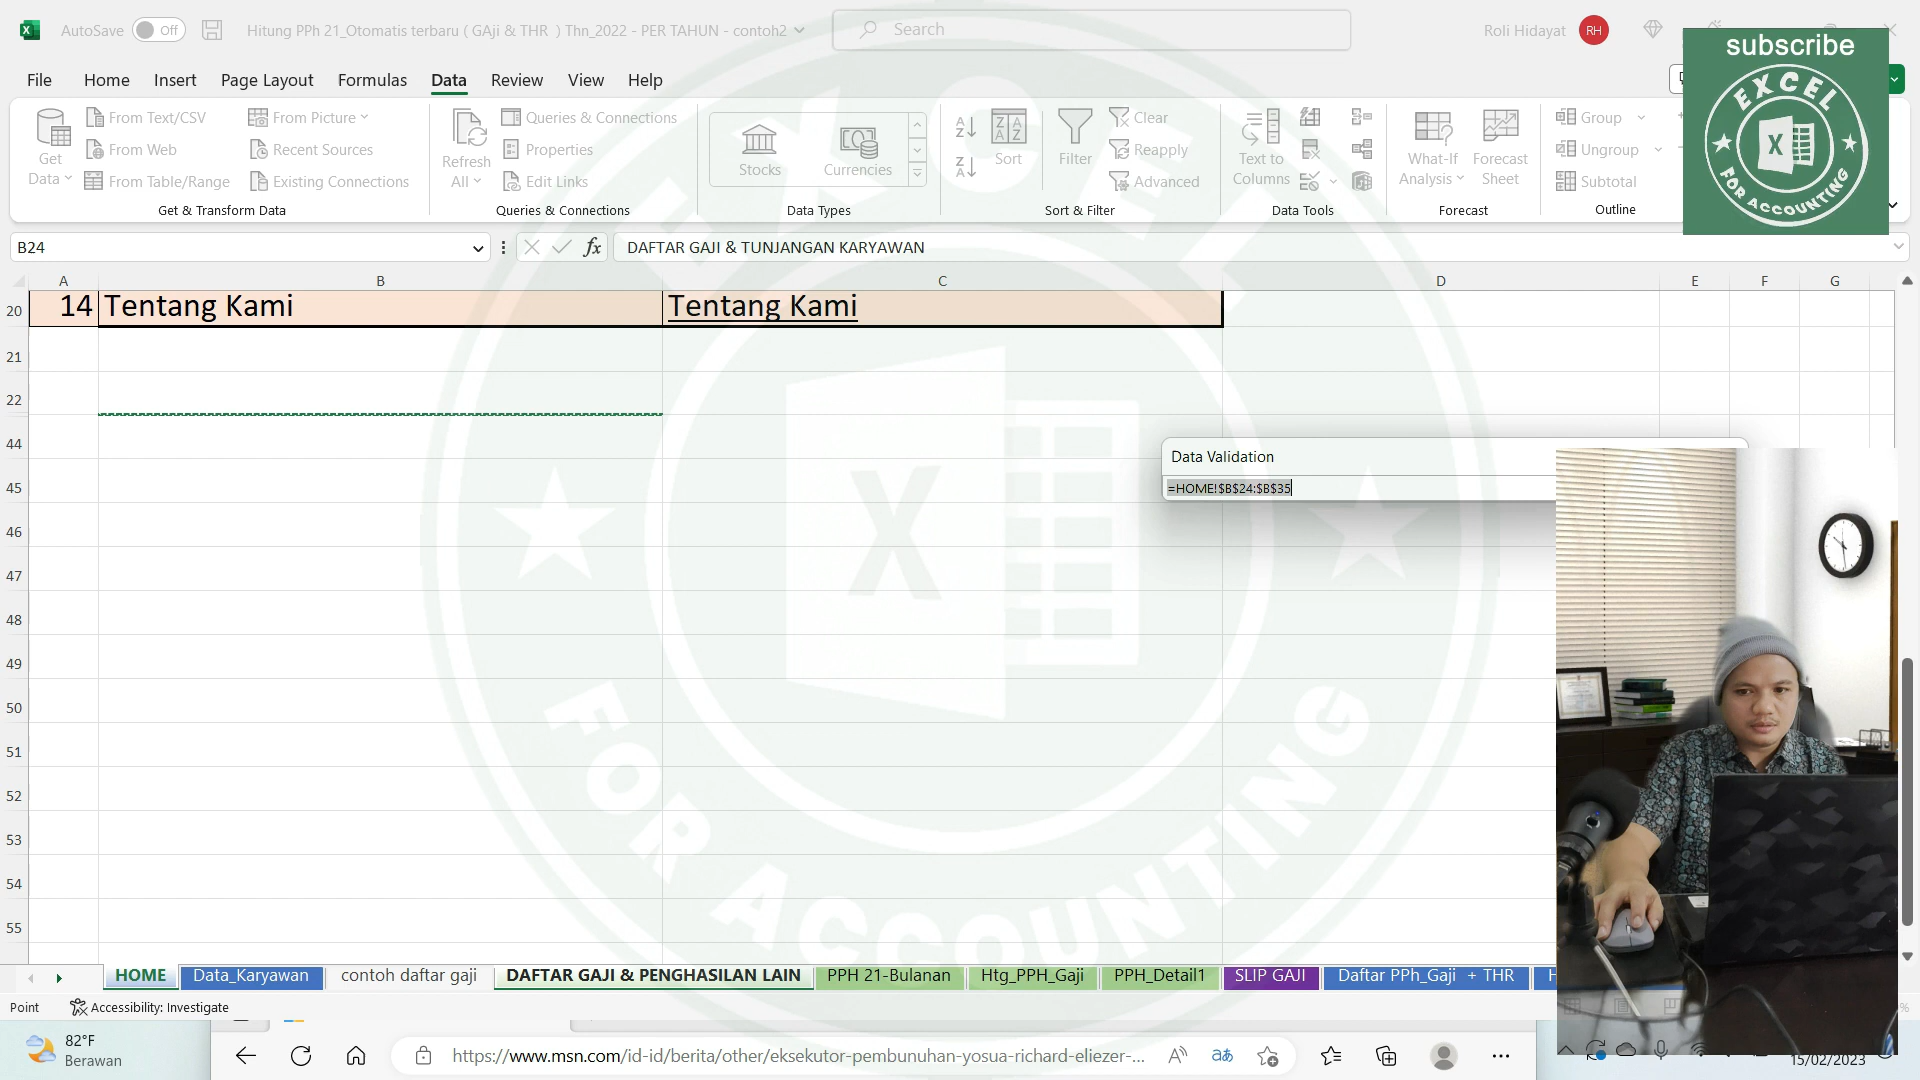 AutoSave Off Hitung PPh 21_Otomatis terbaru ( GAji & THR ) Thn_2022 - PER TAHUN - contoh2 Search Roli Hidayat RH
subscribe
EXCEL
FOR ACCOUNTING
File Home Insert Page Layout Formulas Data Review View Help
Get Data
From Text/CSV
From Web
From Table/Range
From Picture
Recent Sources
Existing Connections
Get & Transform Data
Refresh All
Queries & Connections
Properties
Edit Links
Queries & Connections
Stocks
Currencies
Data Types
Sort
Filter
Clear
Reapply
Advanced
Sort & Filter
Text to Columns
Data Tools
What-If Analysis
Forecast Sheet
Forecast
Group
Ungroup
Subtotal
Outline
B24 fx DAFTAR GAJI & TUNJANGAN KARYAWAN
A B C D E F G
20 14 Tentang Kami Tentang Kami
21
22
44
Data Validation
=HOME!$B$24:$B$35
45
46
47
48
49
50
51
52
53
54
55
EXCEL
X
FOR ACCOUNTING
HOME Data_Karyawan contoh daftar gaji DAFTAR GAJI & PENGHASILAN LAIN PPH 21-Bulanan Htg_PPH_Gaji PPH_Detail1 SLIP GAJI Daftar PPh_Gaji + THR
Point Accessibility: Investigate
82°F
Berawan
https://www.msn.com/id-id/berita/other/eksekutor-pembunuhan-yosua-richard-eliezer-...
15/02/2023